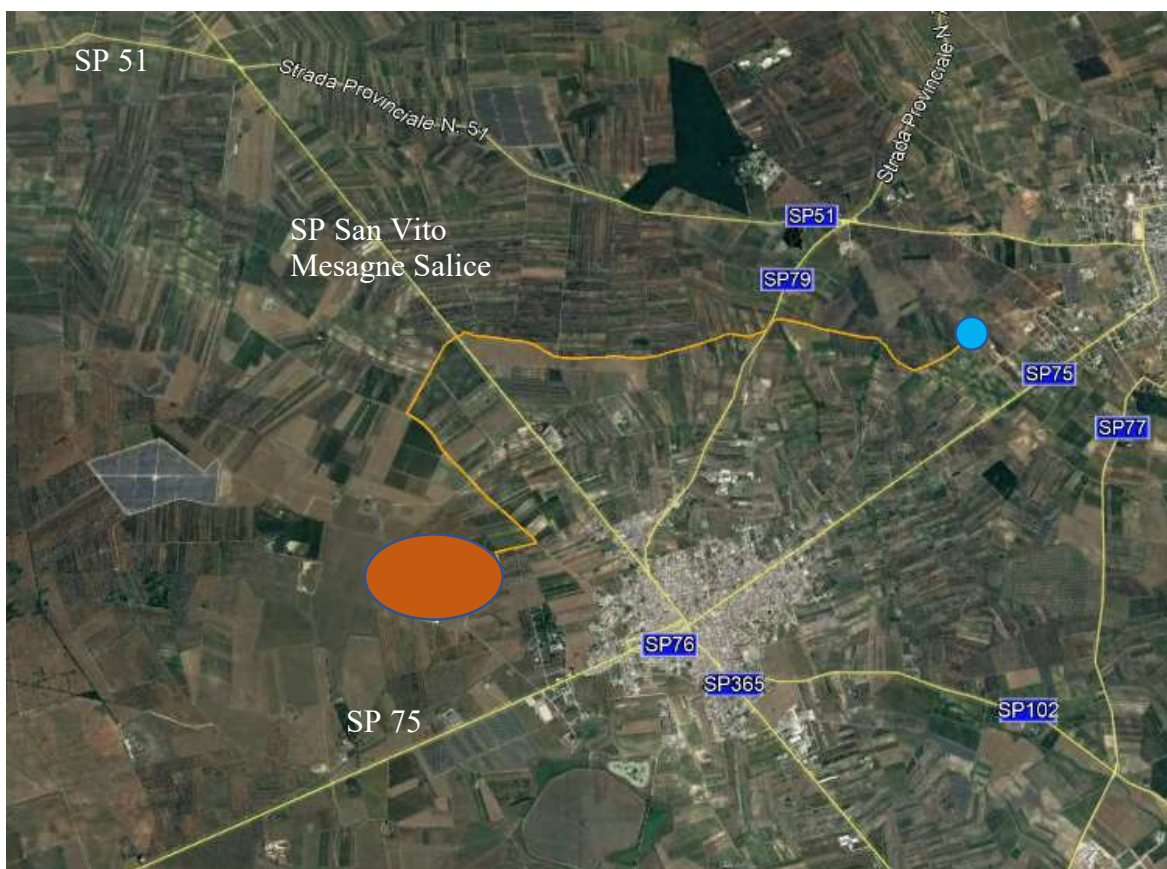 SP 51
Strada Provinciale N. 51
Strada Provinciale N.
SP51
SP San Vito
Mesagne Salice
SP79
SP75
SP77
SP76
SP365
SP 75
SP102